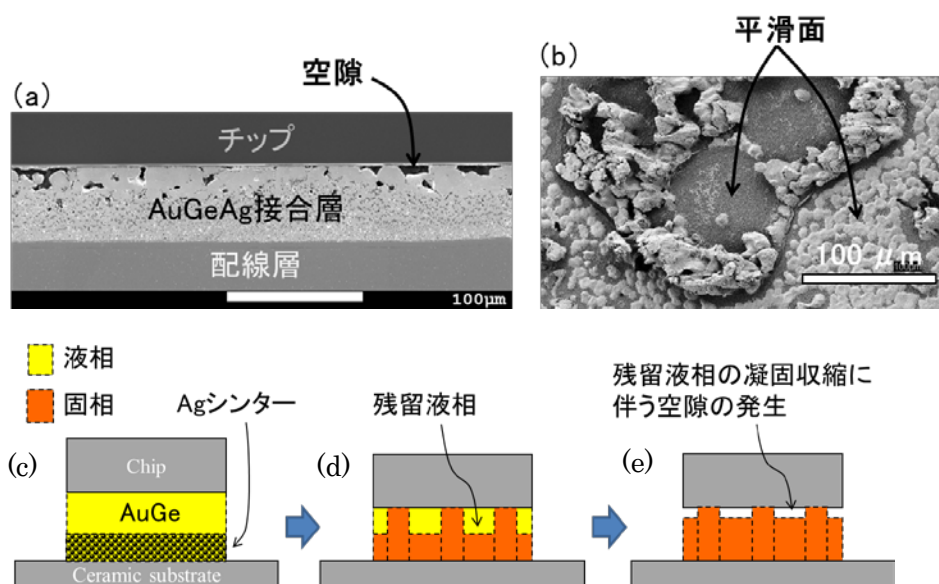 (a)
空隙
チップ
AuGeAg接合層
配線層
100μm
(b)
平滑面
100 μm
液相
固相
(c)
Agシンター
Chip
AuGe
Ceramic substrate
(d)
残留液相
(e)
残留液相の凝固収縮に
伴う空隙の発生